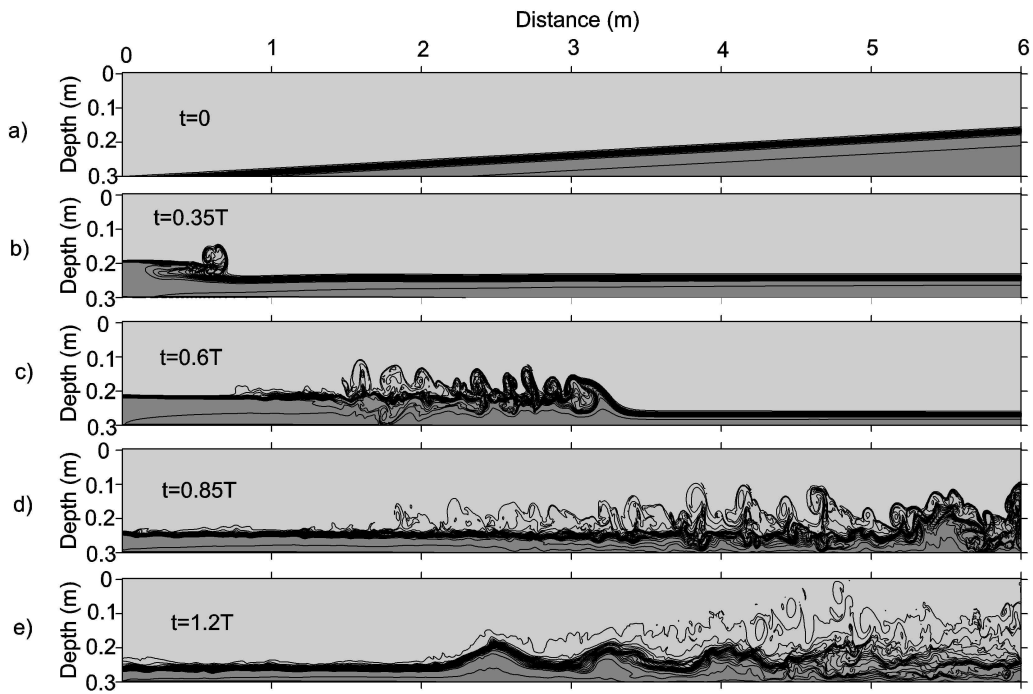 Distance (m)
0 1 2 3 4 5 6
a)
Depth (m)
0
0.1
0.2
0.3
t=0
b)
Depth (m)
0
0.1
0.2
0.3
t=0.35T
c)
Depth (m)
0
0.1
0.2
0.3
t=0.6T
d)
Depth (m)
0
0.1
0.2
0.3
t=0.85T
e)
Depth (m)
0
0.1
0.2
0.3
t=1.2T